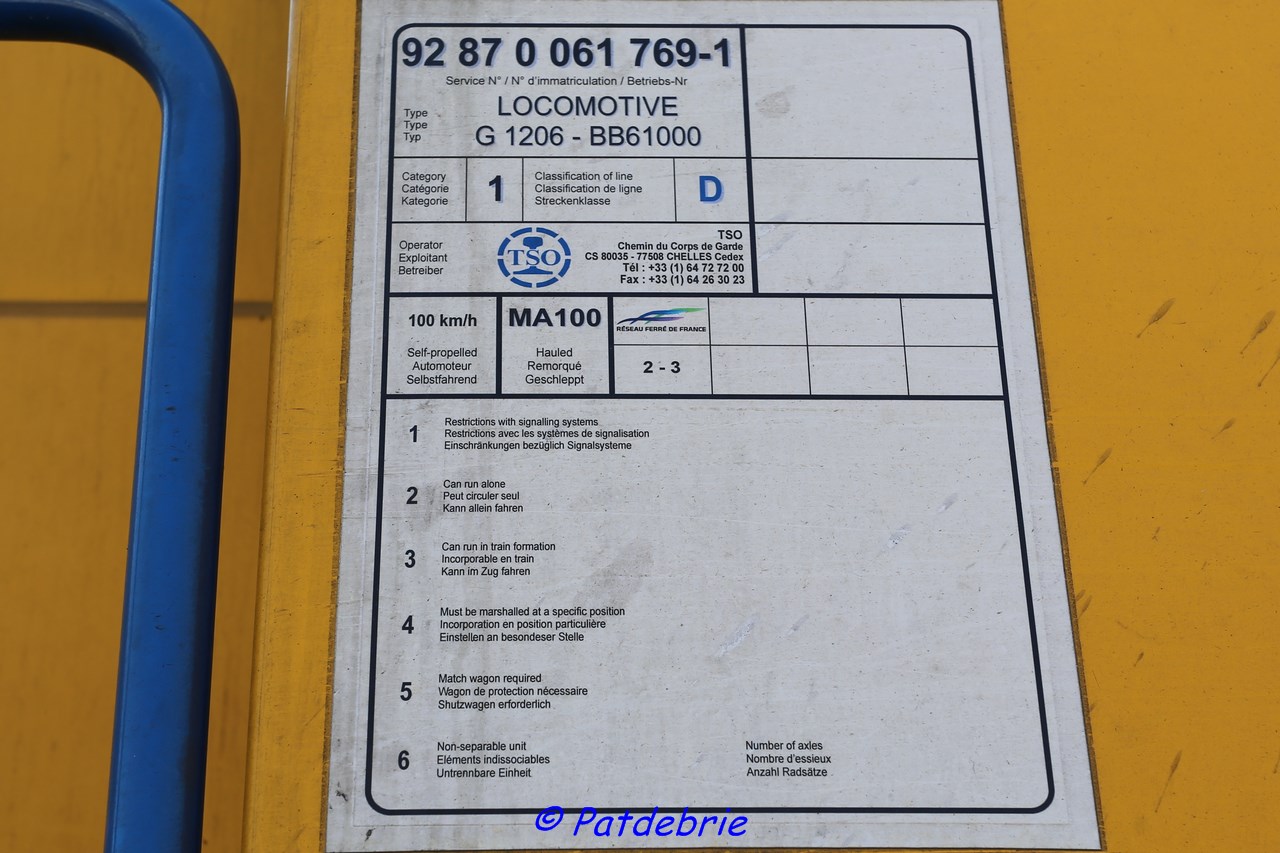 92 87 0 061 769-1
Service N° / N° d'immatriculation / Betriebs-Nr
Type
Type
Typ
LOCOMOTIVE
G 1206 - BB61000
Category
Catégorie
Kategorie
1
Classification of line
Classification de ligne
Streckenklasse
D
Operator
Exploitant
Betreiber
TSO
TSO
Chemin du Corps de Garde
CS 80035 - 77508 CHELLES Cedex
Tél : +33 (1) 64 72 72 00
Fax : +33 (1) 64 26 30 23
100 km/h
Self-propelled
Automoteur
Selbstfahrend
MA100
Hauled
Remorqué
Geschleppt
RÉSEAU FERRÉ DE FRANCE
2 - 3
1
Restrictions with signalling systems
Restrictions avec les systèmes de signalisation
Einschränkungen bezüglich Signalsysteme
2
Can run alone
Peut circuler seul
Kann allein fahren
3
Can run in train formation
Incorporable en train
Kann im Zug fahren
4
Must be marshalled at a specific position
Incorporation en position particulière
Einstellen an besondeser Stelle
5
Match wagon required
Wagon de protection nécessaire
Shutzwagen erforderlich
6
Non-separable unit
Eléments indissociables
Untrennbare Einheit
Number of axles
Nombre d'essieux
Anzahl Radsätze
© Patdebrie